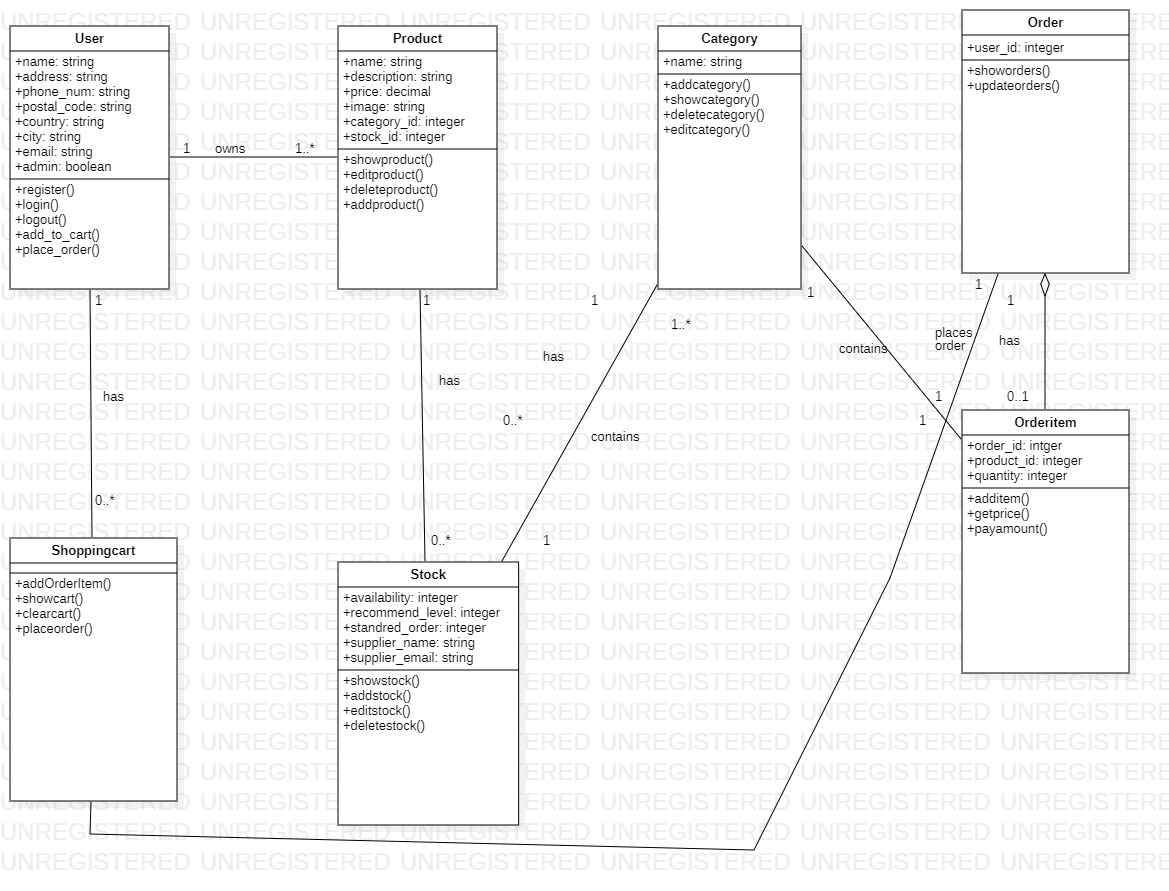 User
+name: string
+address: string
+phone_num: string
+postal_code: string
+country: string
+city: string
+email: string
+admin: boolean
+register()
+login()
+logout()
+add_to_cart()
+place_order()
1 owns 1..*
Product
+name: string
+description: string
+price: decimal
+image: string
+category_id: integer
+stock_id: integer
+showproduct()
+editproduct()
+deleteproduct()
+addproduct()
Category
+name: string
+addcategory()
+showcategory()
+deletecategory()
+editcategory()
Order
+user_id: integer
+showorders()
+updateorders()
1
has
0..*
1
has
0..*
1
has
0..*
1..*
contains
1
1
contains
1
1
places
order
1
1
has
0..1
Shoppingcart
+addOrderItem()
+showcart()
+clearcart()
+placeorder()
Stock
+availability: integer
+recommend_level: integer
+standred_order: integer
+supplier_name: string
+supplier_email: string
+showstock()
+addstock()
+editstock()
+deletestock()
Orderitem
+order_id: intger
+product_id: integer
+quantity: integer
+additem()
+getprice()
+payamount()
UNREGISTERED